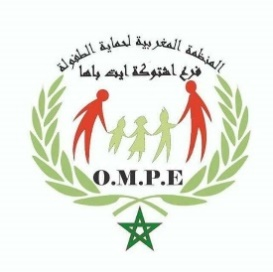 المنظمة المغربية لحماية الطفولة
فرع اشتوكة ايت باها
O.M.P.E